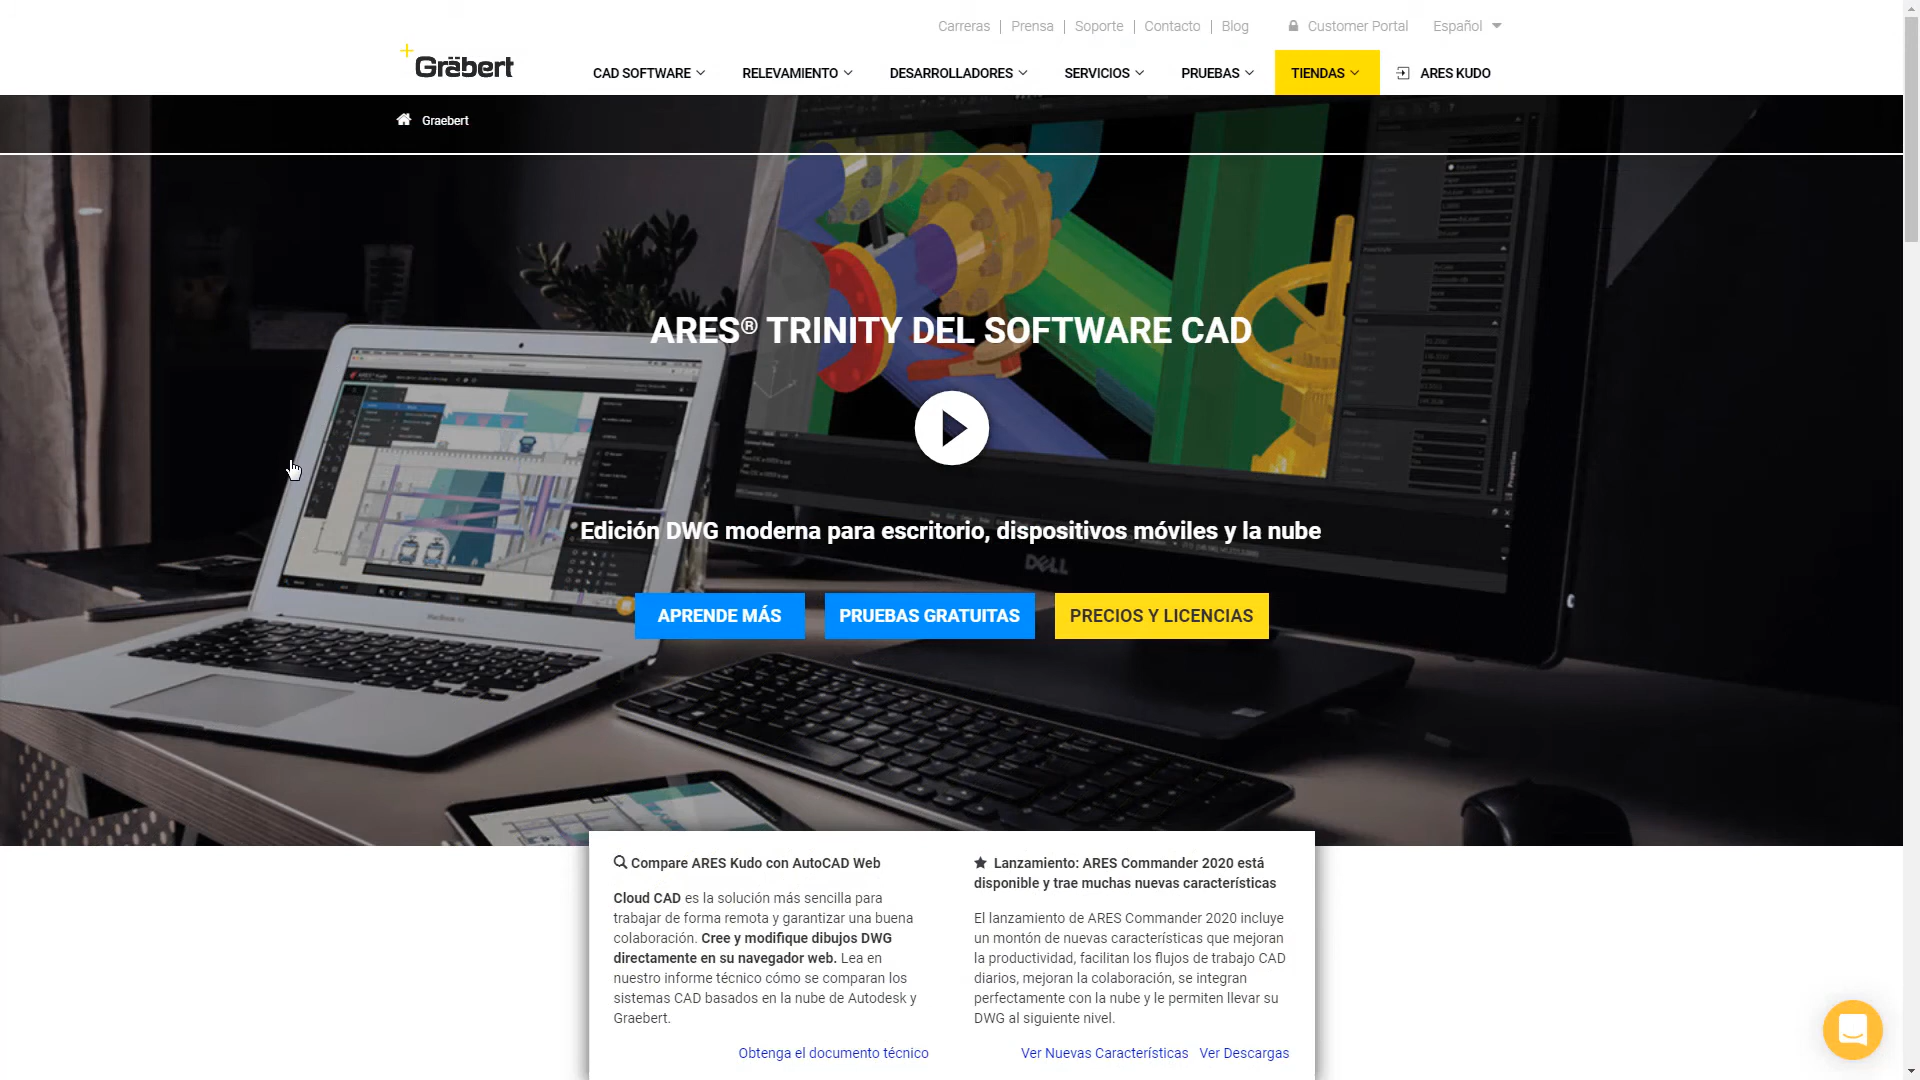 Carreras | Prensa | Soporte | Contacto | Blog Customer Portal Español
Gräbert
CAD SOFTWARE RELEVAMIENTO DESARROLLADORES SERVICIOS PRUEBAS TIENDAS ARES KUDO
Graebert
ARES® TRINITY DEL SOFTWARE CAD
Edición DWG moderna para escritorio, dispositivos móviles y la nube
DELL
APRENDE MÁS PRUEBAS GRATUITAS PRECIOS Y LICENCIAS
Compare ARES Kudo con AutoCAD Web
Cloud CAD es la solución más sencilla para
trabajar de forma remota y garantizar una buena
colaboración. Cree y modifique dibujos DWG
directamente en su navegador web. Lea en
nuestro informe técnico cómo se comparan los
sistemas CAD basados en la nube de Autodesk y
Graebert.
Obtenga el documento técnico
Lanzamiento: ARES Commander 2020 está
disponible y trae muchas nuevas características
El lanzamiento de ARES Commander 2020 incluye
un montón de nuevas características que mejoran
la productividad, facilitan los flujos de trabajo CAD
diarios, mejoran la colaboración, se integran
perfectamente con la nube y le permiten llevar su
DWG al siguiente nivel.
Ver Nuevas Características Ver Descargas